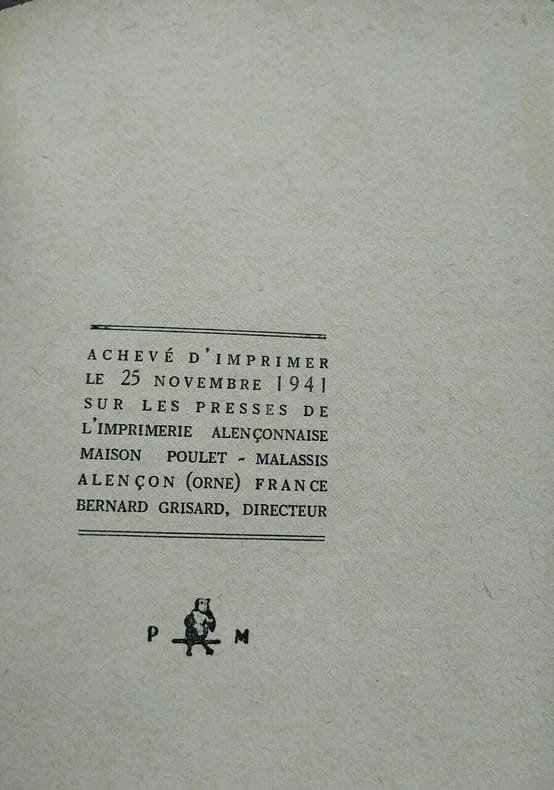 ACHEVÉ D'IMPRIMER
LE 25 NOVEMBRE 1941
SUR LES PRESSES DE
L'IMPRIMERIE ALENÇONNAISE
MAISON POULET - MALASSIS
ALENÇON (ORNE) FRANCE
BERNARD GRISARD, DIRECTEUR
P M